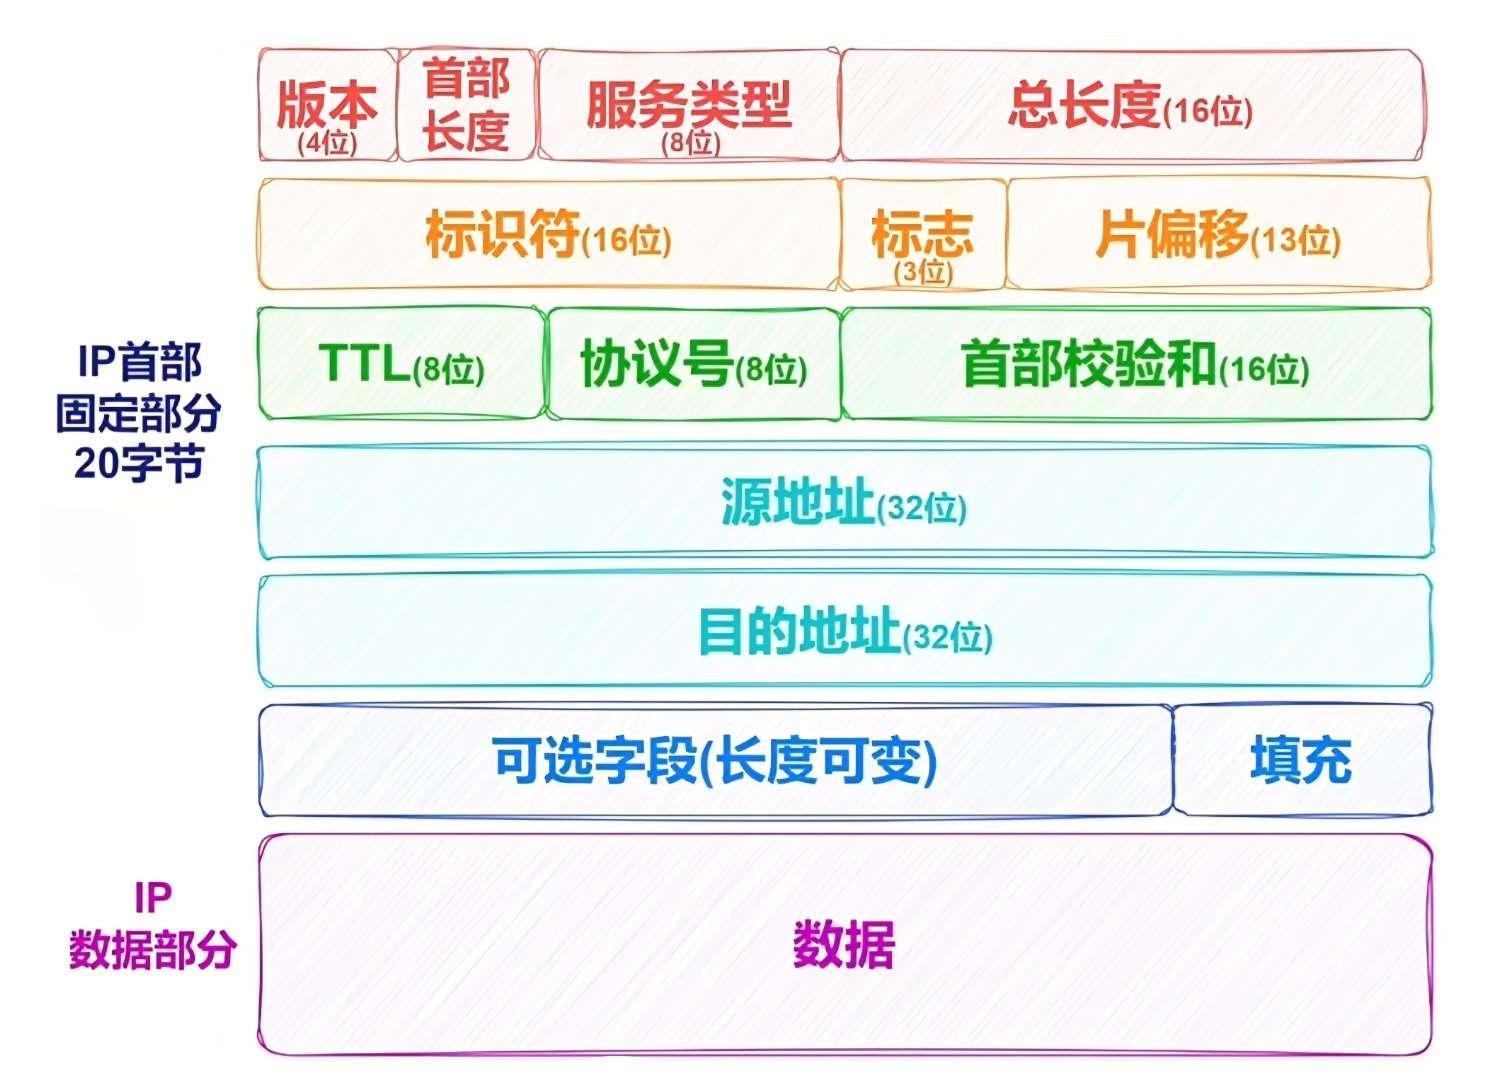 版本
(4位)
首部
长度
服务类型
(8位)
总长度(16位)
标识符(16位)
标志
(3位)
片偏移(13位)
IP首部
固定部分
20字节
TTL(8位)
协议号(8位)
首部校验和(16位)
源地址(32位)
目的地址(32位)
可选字段(长度可变)
填充
IP
数据部分
数据